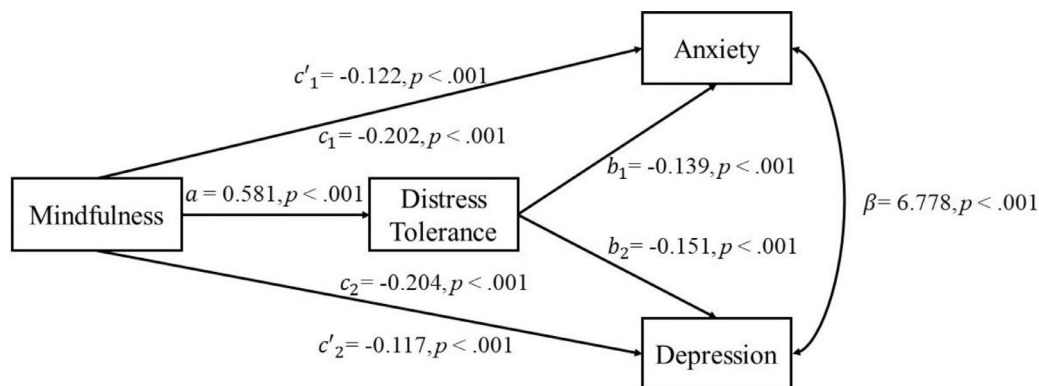 Anxiety
c′₁= -0.122, p < .001
c₁= -0.202, p < .001
b₁= -0.139, p < .001
a = 0.581, p < .001
Mindfulness
Distress
Tolerance
β= 6.778, p < .001
b₂= -0.151, p < .001
c₂= -0.204, p < .001
c′₂= -0.117, p < .001
Depression